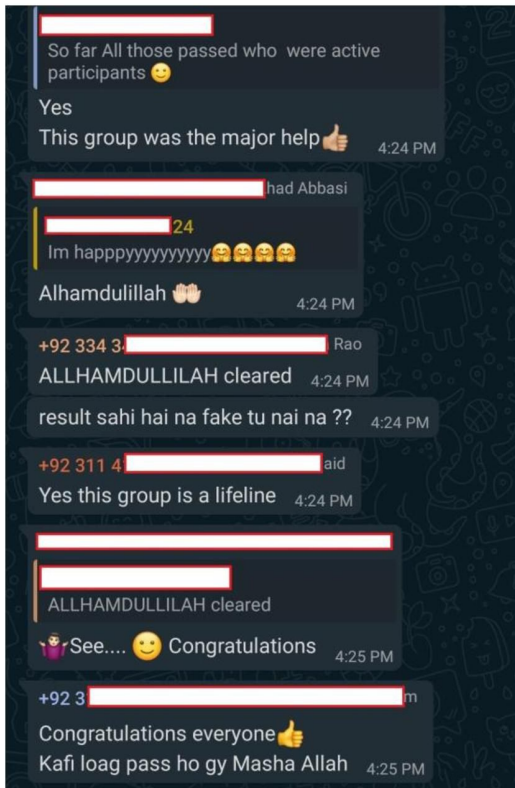 So far All those passed who were active
participants 🙂
Yes
This group was the major help👍🏼
4:24 PM
had Abbasi
24
Im happpyyyyyyyyyy🤗🤗🤗🤗
Alhamdulillah 🤲🏻
4:24 PM
+92 334 3
Rao
ALLHAMDULLILAH cleared 4:24 PM
result sahi hai na fake tu nai na ?? 4:24 PM
+92 311 4
aid
Yes this group is a lifeline 4:24 PM
ALLHAMDULLILAH cleared
🤷🏻‍♀️See.... 🙂 Congratulations
4:25 PM
+92 3
m
Congratulations everyone👍
Kafi loag pass ho gy Masha Allah 4:25 PM